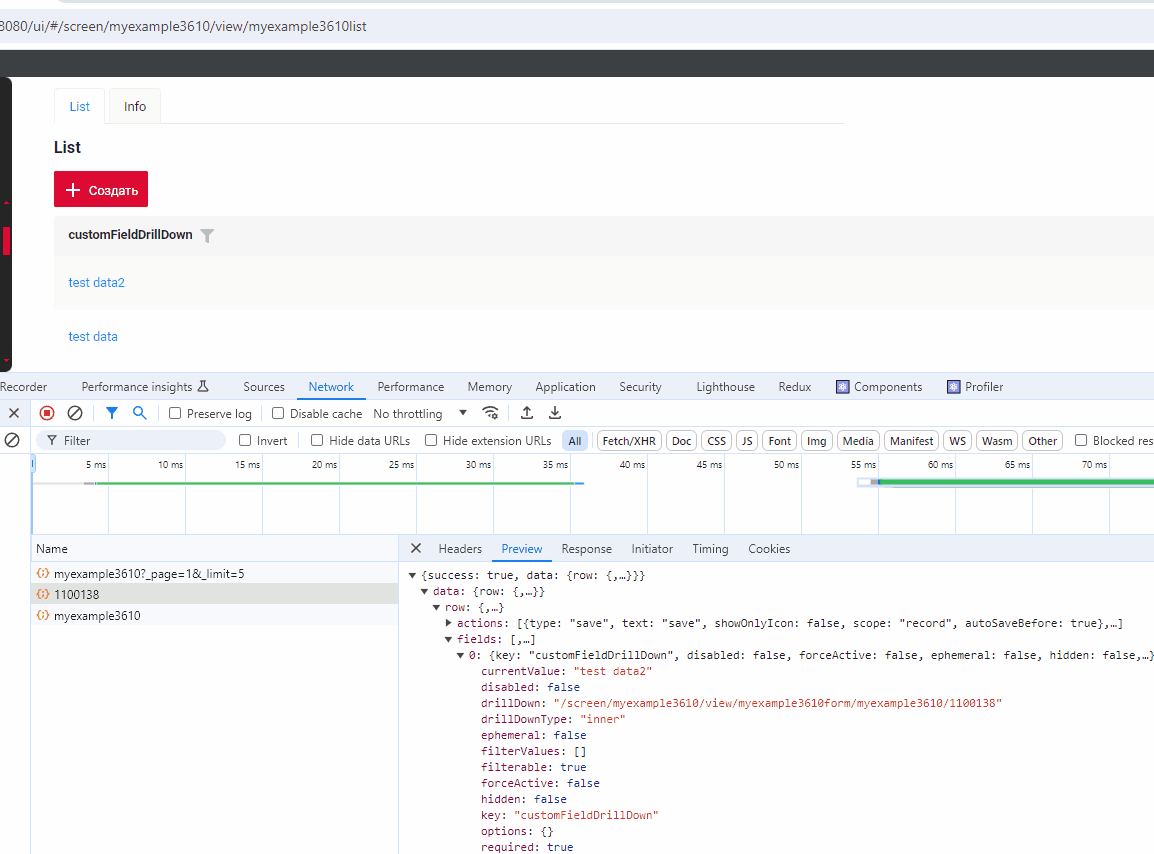 8080/ui/#/screen/myexample3610/view/myexample3610list
List Info
List
+ Создать
customFieldDrillDown
test data2
test data
Recorder Performance insights Sources Network Performance Memory Application Security Lighthouse Redux Components Profiler
Preserve log Disable cache No throttling
Filter Invert Hide data URLs Hide extension URLs All Fetch/XHR Doc CSS JS Font Img Media Manifest WS Wasm Other Blocked res
5 ms 10 ms 15 ms 20 ms 25 ms 30 ms 35 ms 40 ms 45 ms 50 ms 55 ms 60 ms 65 ms 70 ms
Name Headers Preview Response Initiator Timing Cookies
myexample3610?_page=1&_limit=5
1100138
myexample3610
{success: true, data: {row: {,…}}}
data: {row: {,…}}
row: {,…}
actions: [{type: "save", text: "save", showOnlyIcon: false, scope: "record", autoSaveBefore: true},…]
fields: [,…]
0: {key: "customFieldDrillDown", disabled: false, forceActive: false, ephemeral: false, hidden: false,…}
currentValue: "test data2"
disabled: false
drillDown: "/screen/myexample3610/view/myexample3610form/myexample3610/1100138"
drillDownType: "inner"
ephemeral: false
filterValues: []
filterable: true
forceActive: false
hidden: false
key: "customFieldDrillDown"
options: {}
required: true